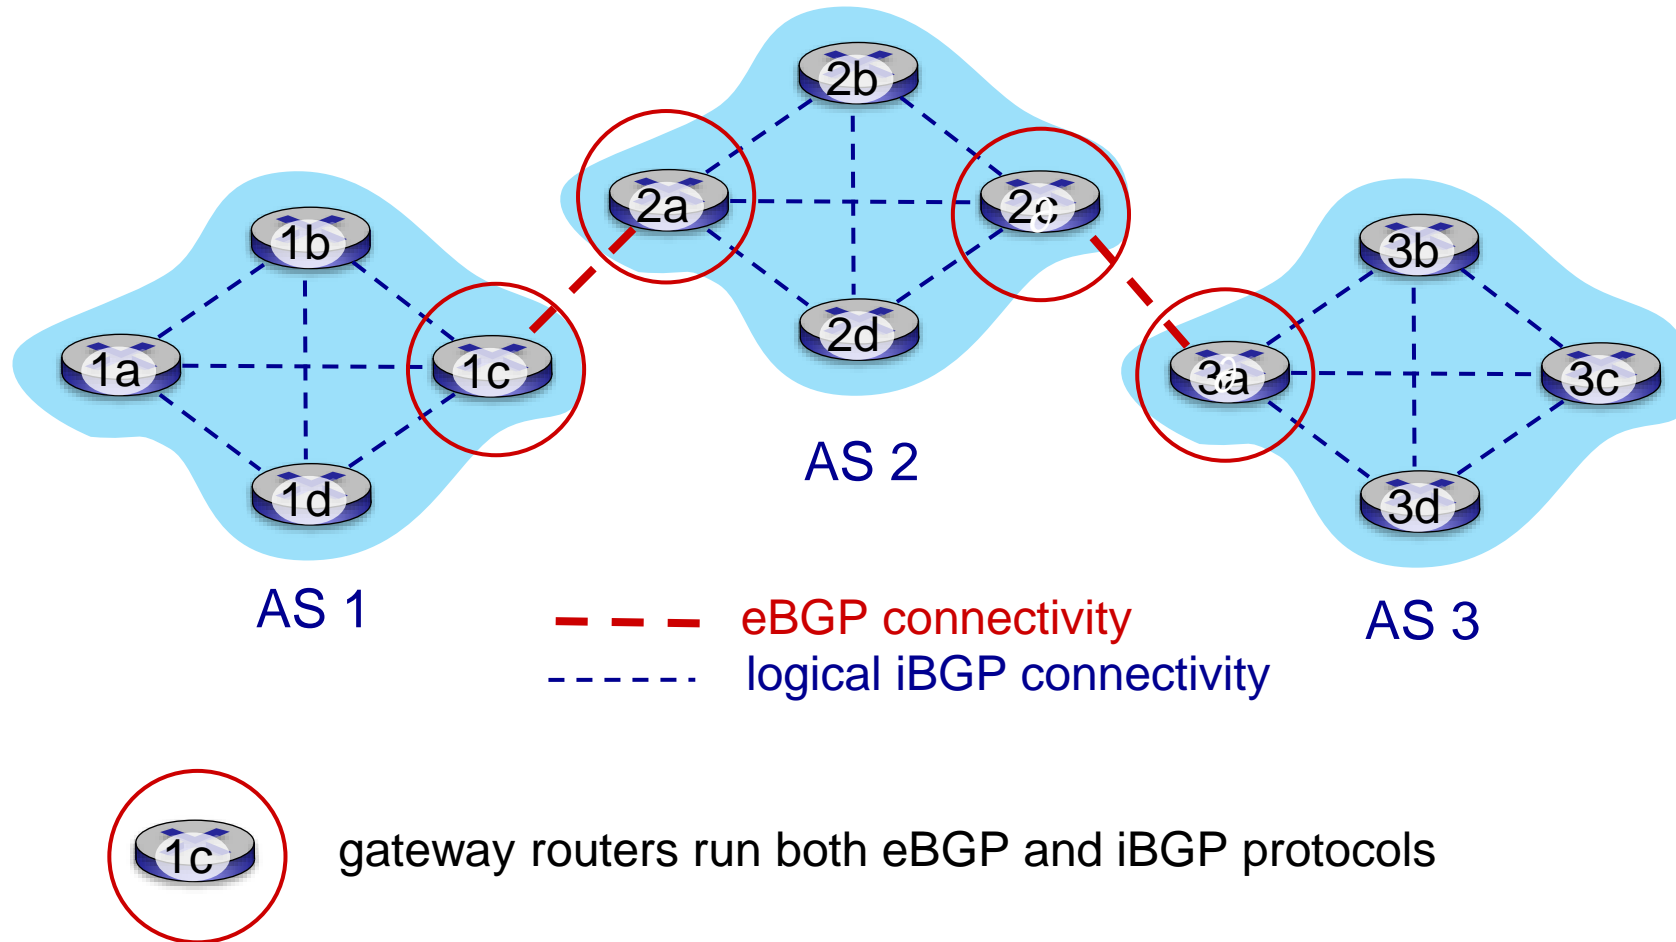 2b
2a
2c
1b
3b
2d
1a
1c
3a
3c
AS 2
1d
3d
AS 1
eBGP connectivity
AS 3
logical iBGP connectivity
1c
gateway routers run both eBGP and iBGP protocols